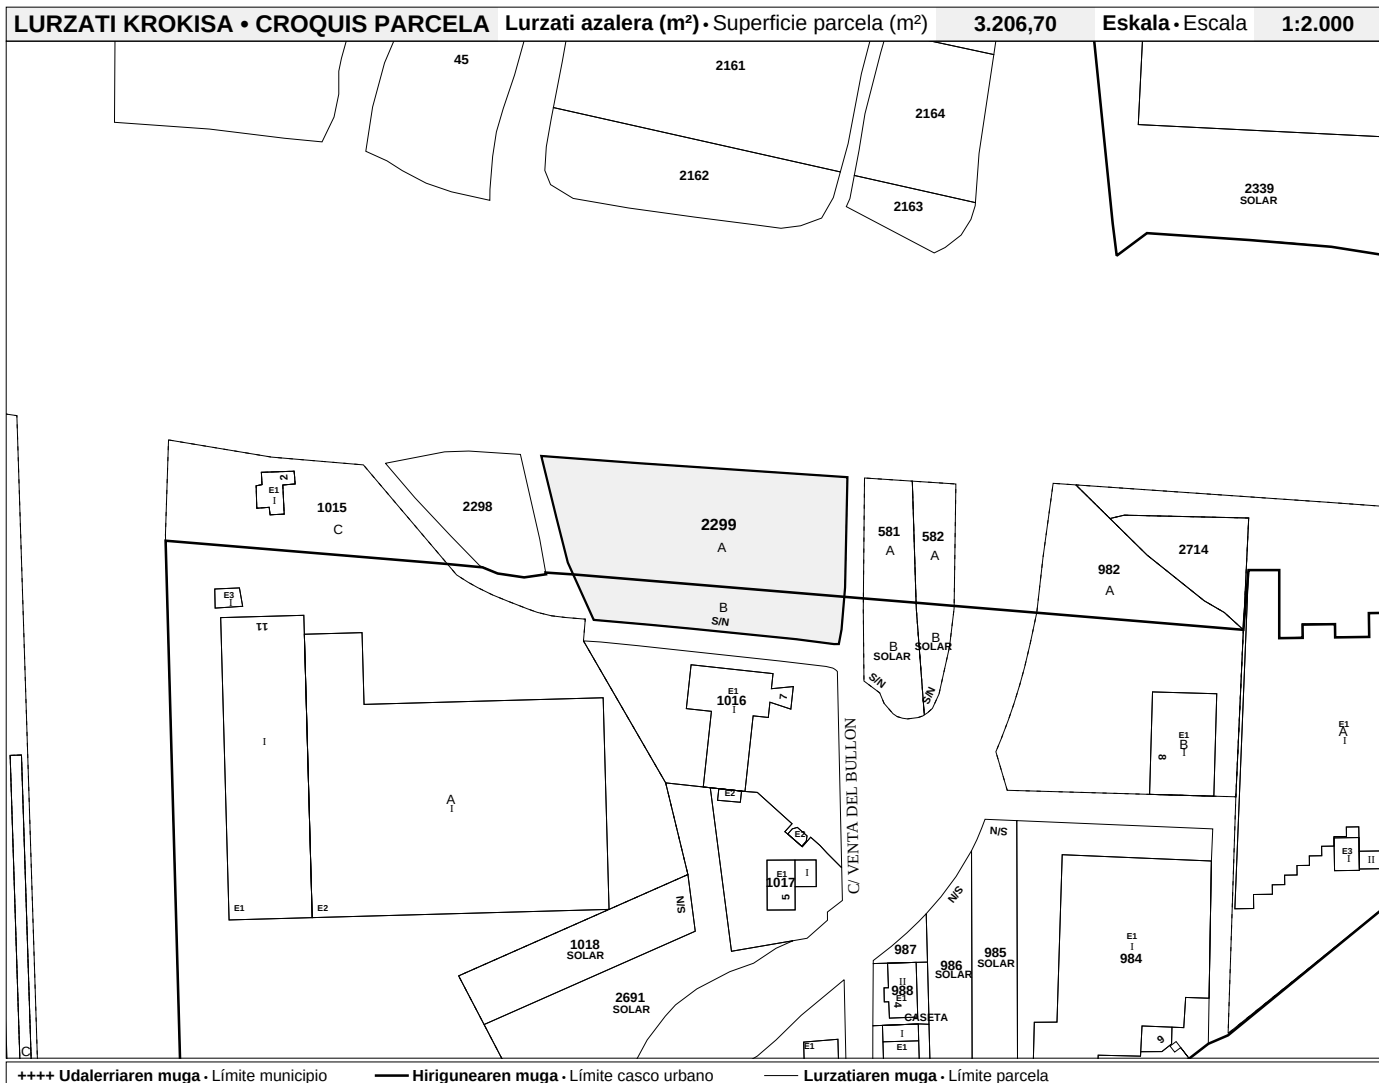 LURZATI KROKISA • CROQUIS PARCELA Lurzati azalera (m²) • Superficie parcela (m²) 3.206,70 Eskala • Escala 1:2.000
45
2161
2164
2162
2163
2339
SOLAR
2
E1
I
1015
C
2298
2299
A
B
S/N
581
A
582
A
B
SOLAR
B
SOLAR
S/N
S/N
982
A
2714
E3
I
11
I
E1
E2
A
I
E1
1016
I
7
E2
E2
C/ VENTA DEL BULLON
E1
1017
I
5
S/N
1018
SOLAR
2691
SOLAR
E1
B
I
8
E1
A
I
E3
I
II
S/N
S/N
987
986
SOLAR
985
SOLAR
E1
I
984
II
988
E1
4
CASETA
I
E1
E1
9
C
++++ Udalerriaren muga • Límite municipio Hirigunearen muga • Límite casco urbano Lurzatiaren muga • Límite parcela